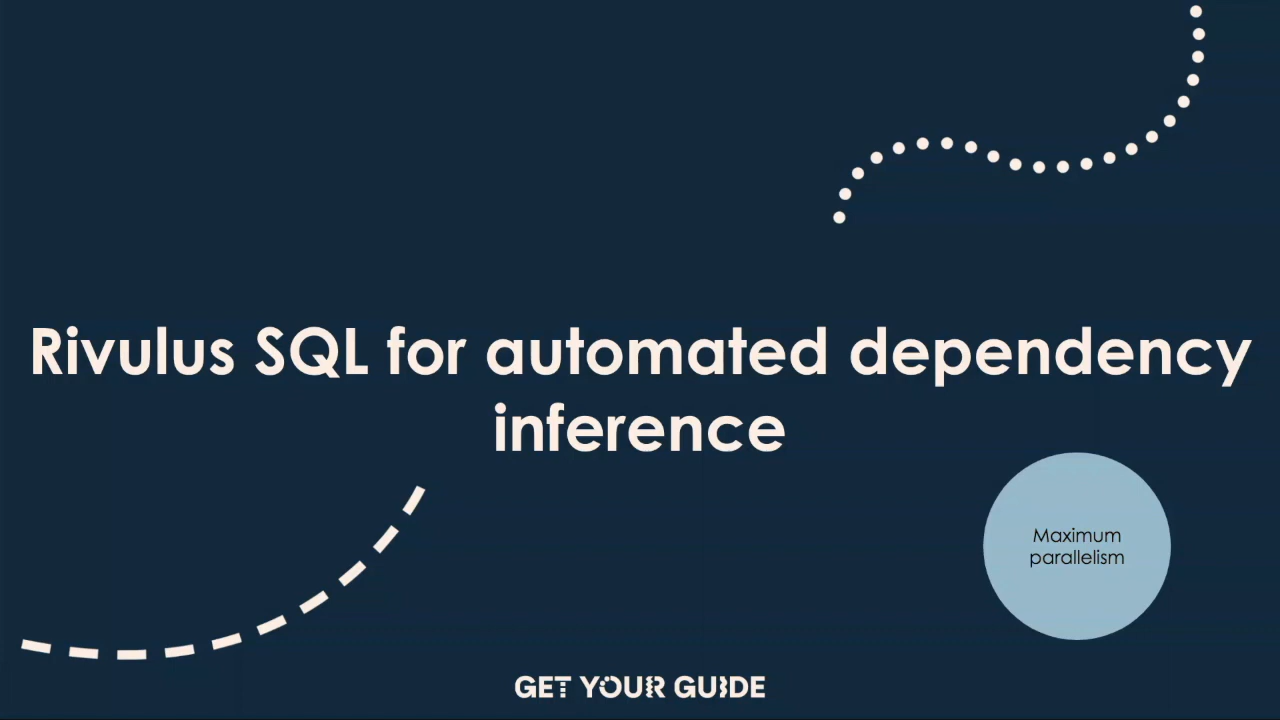 Rivulus SQL for automated dependency
inference
Maximum
parallelism
GET YOUR GUIDE